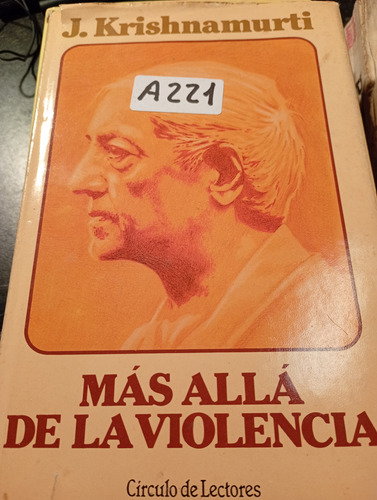 J. Krishnamurti
A221
MÁS ALLÁ
DE LA VIOLENCIA
Círculo de Lectores